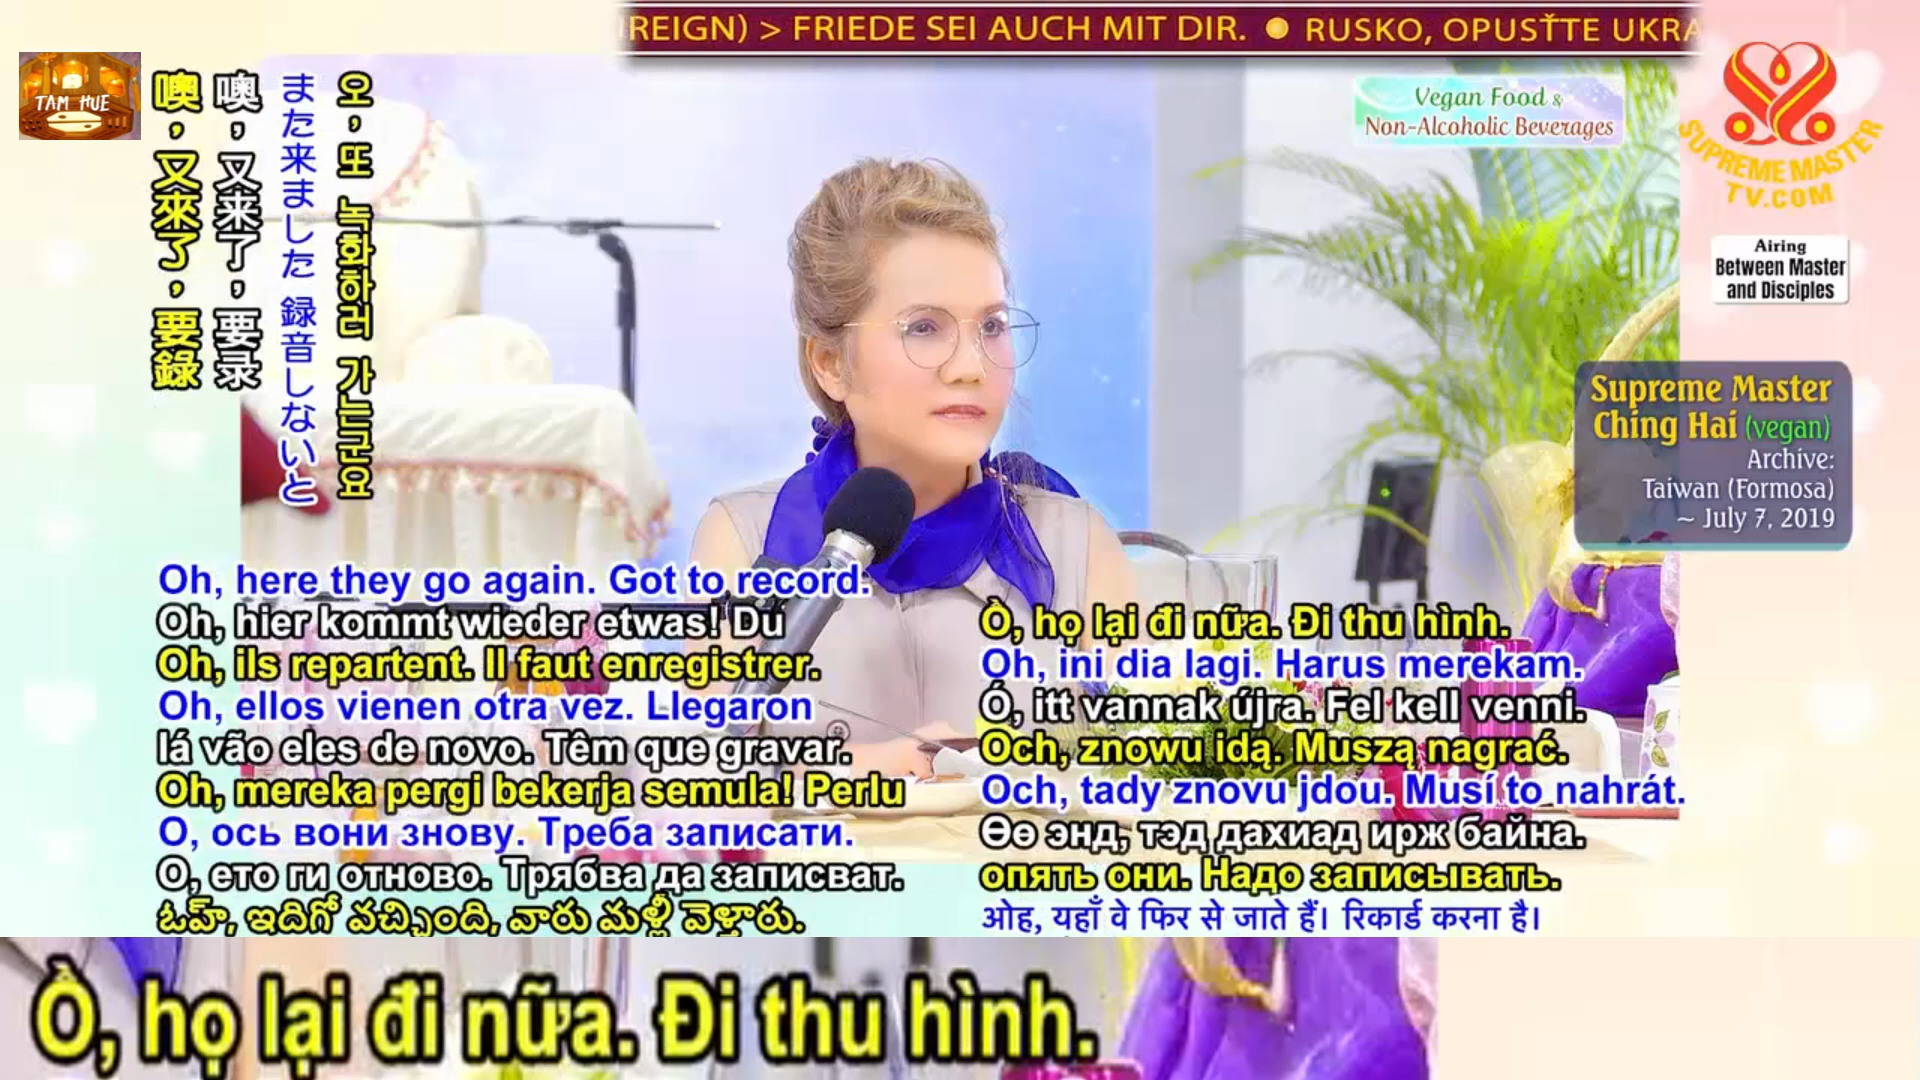 REIGN) > FRIEDE SEI AUCH MIT DIR. ● RUSKO, OPUSŤTE UKRA
TAM HUE
噢，又來了，要錄
噢，又来了，要录
また来ました 録音しないと
오, 또 녹화하러 가는군요
Vegan Food &
Non-Alcoholic Beverages
SUPREME MASTER
TV.COM
Airing
Between Master
and Disciples
Supreme Master
Ching Hai (vegan)
Archive:
Taiwan (Formosa)
~ July 7, 2019
Oh, here they go again. Got to record.
Oh, hier kommt wieder etwas! Du
Oh, ils repartent. Il faut enregistrer.
Oh, ellos vienen otra vez. Llegaron
lá vão eles de novo. Têm que gravar.
Oh, mereka pergi bekerja semula! Perlu
О, ось вони знову. Треба записати.
О, ето ги отново. Трябва да записват.
ఓహ్, ఇదిగో వచ్చింది, వారు మళ్లీ వెళ్తారు.
Ồ, họ lại đi nữa. Đi thu hình.
Oh, ini dia lagi. Harus merekam.
Ó, itt vannak újra. Fel kell venni.
Och, znowu idą. Muszą nagrać.
Och, tady znovu jdou. Musí to nahrát.
Өө энд, тэд дахиад ирж байна.
опять они. Надо записывать.
ओह, यहाँ वे फिर से जाते हैं। रिकार्ड करना है।
Ồ, họ lại đi nữa. Đi thu hình.